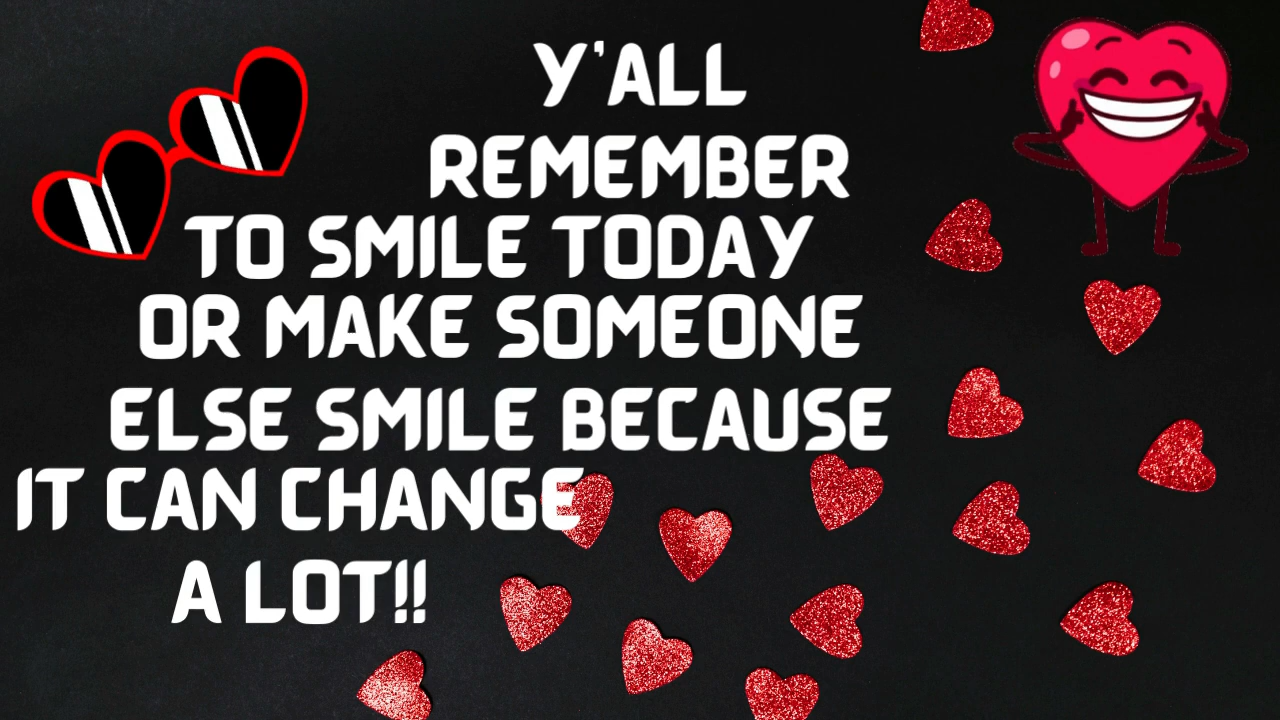 Y'ALL
REMEMBER
TO SMILE TODAY
OR MAKE SOMEONE
ELSE SMILE BECAUSE
IT CAN CHANGE
A LOT!!